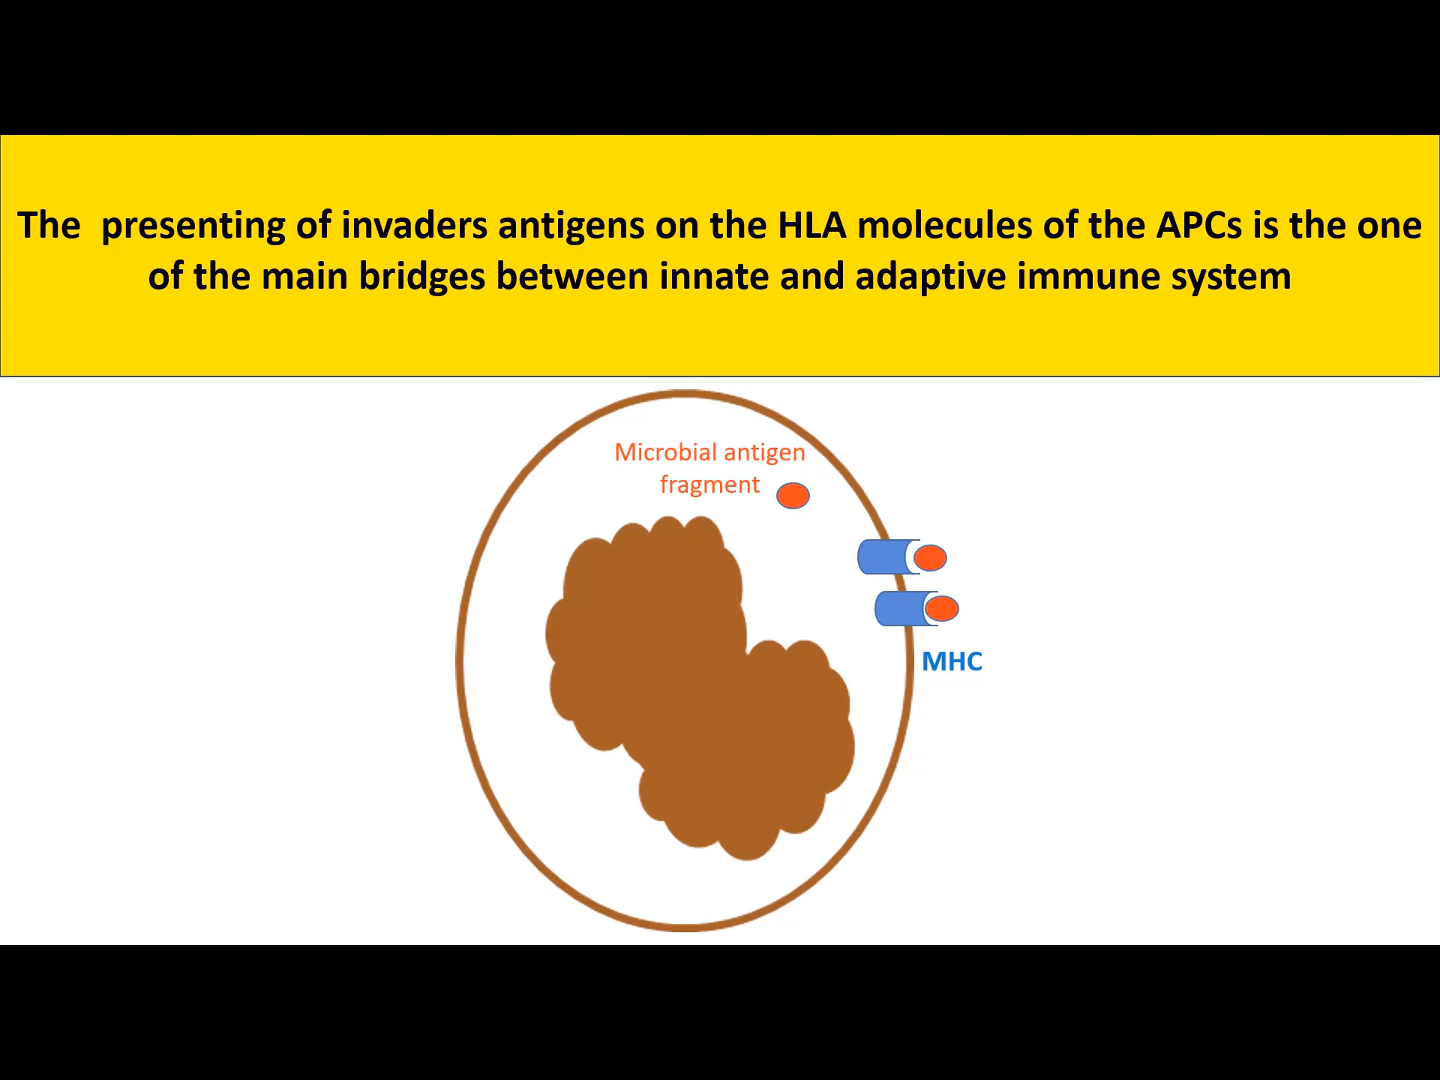 The  presenting of invaders antigens on the HLA molecules of the APCs is the one
of the main bridges between innate and adaptive immune system
Microbial antigen
fragment
MHC